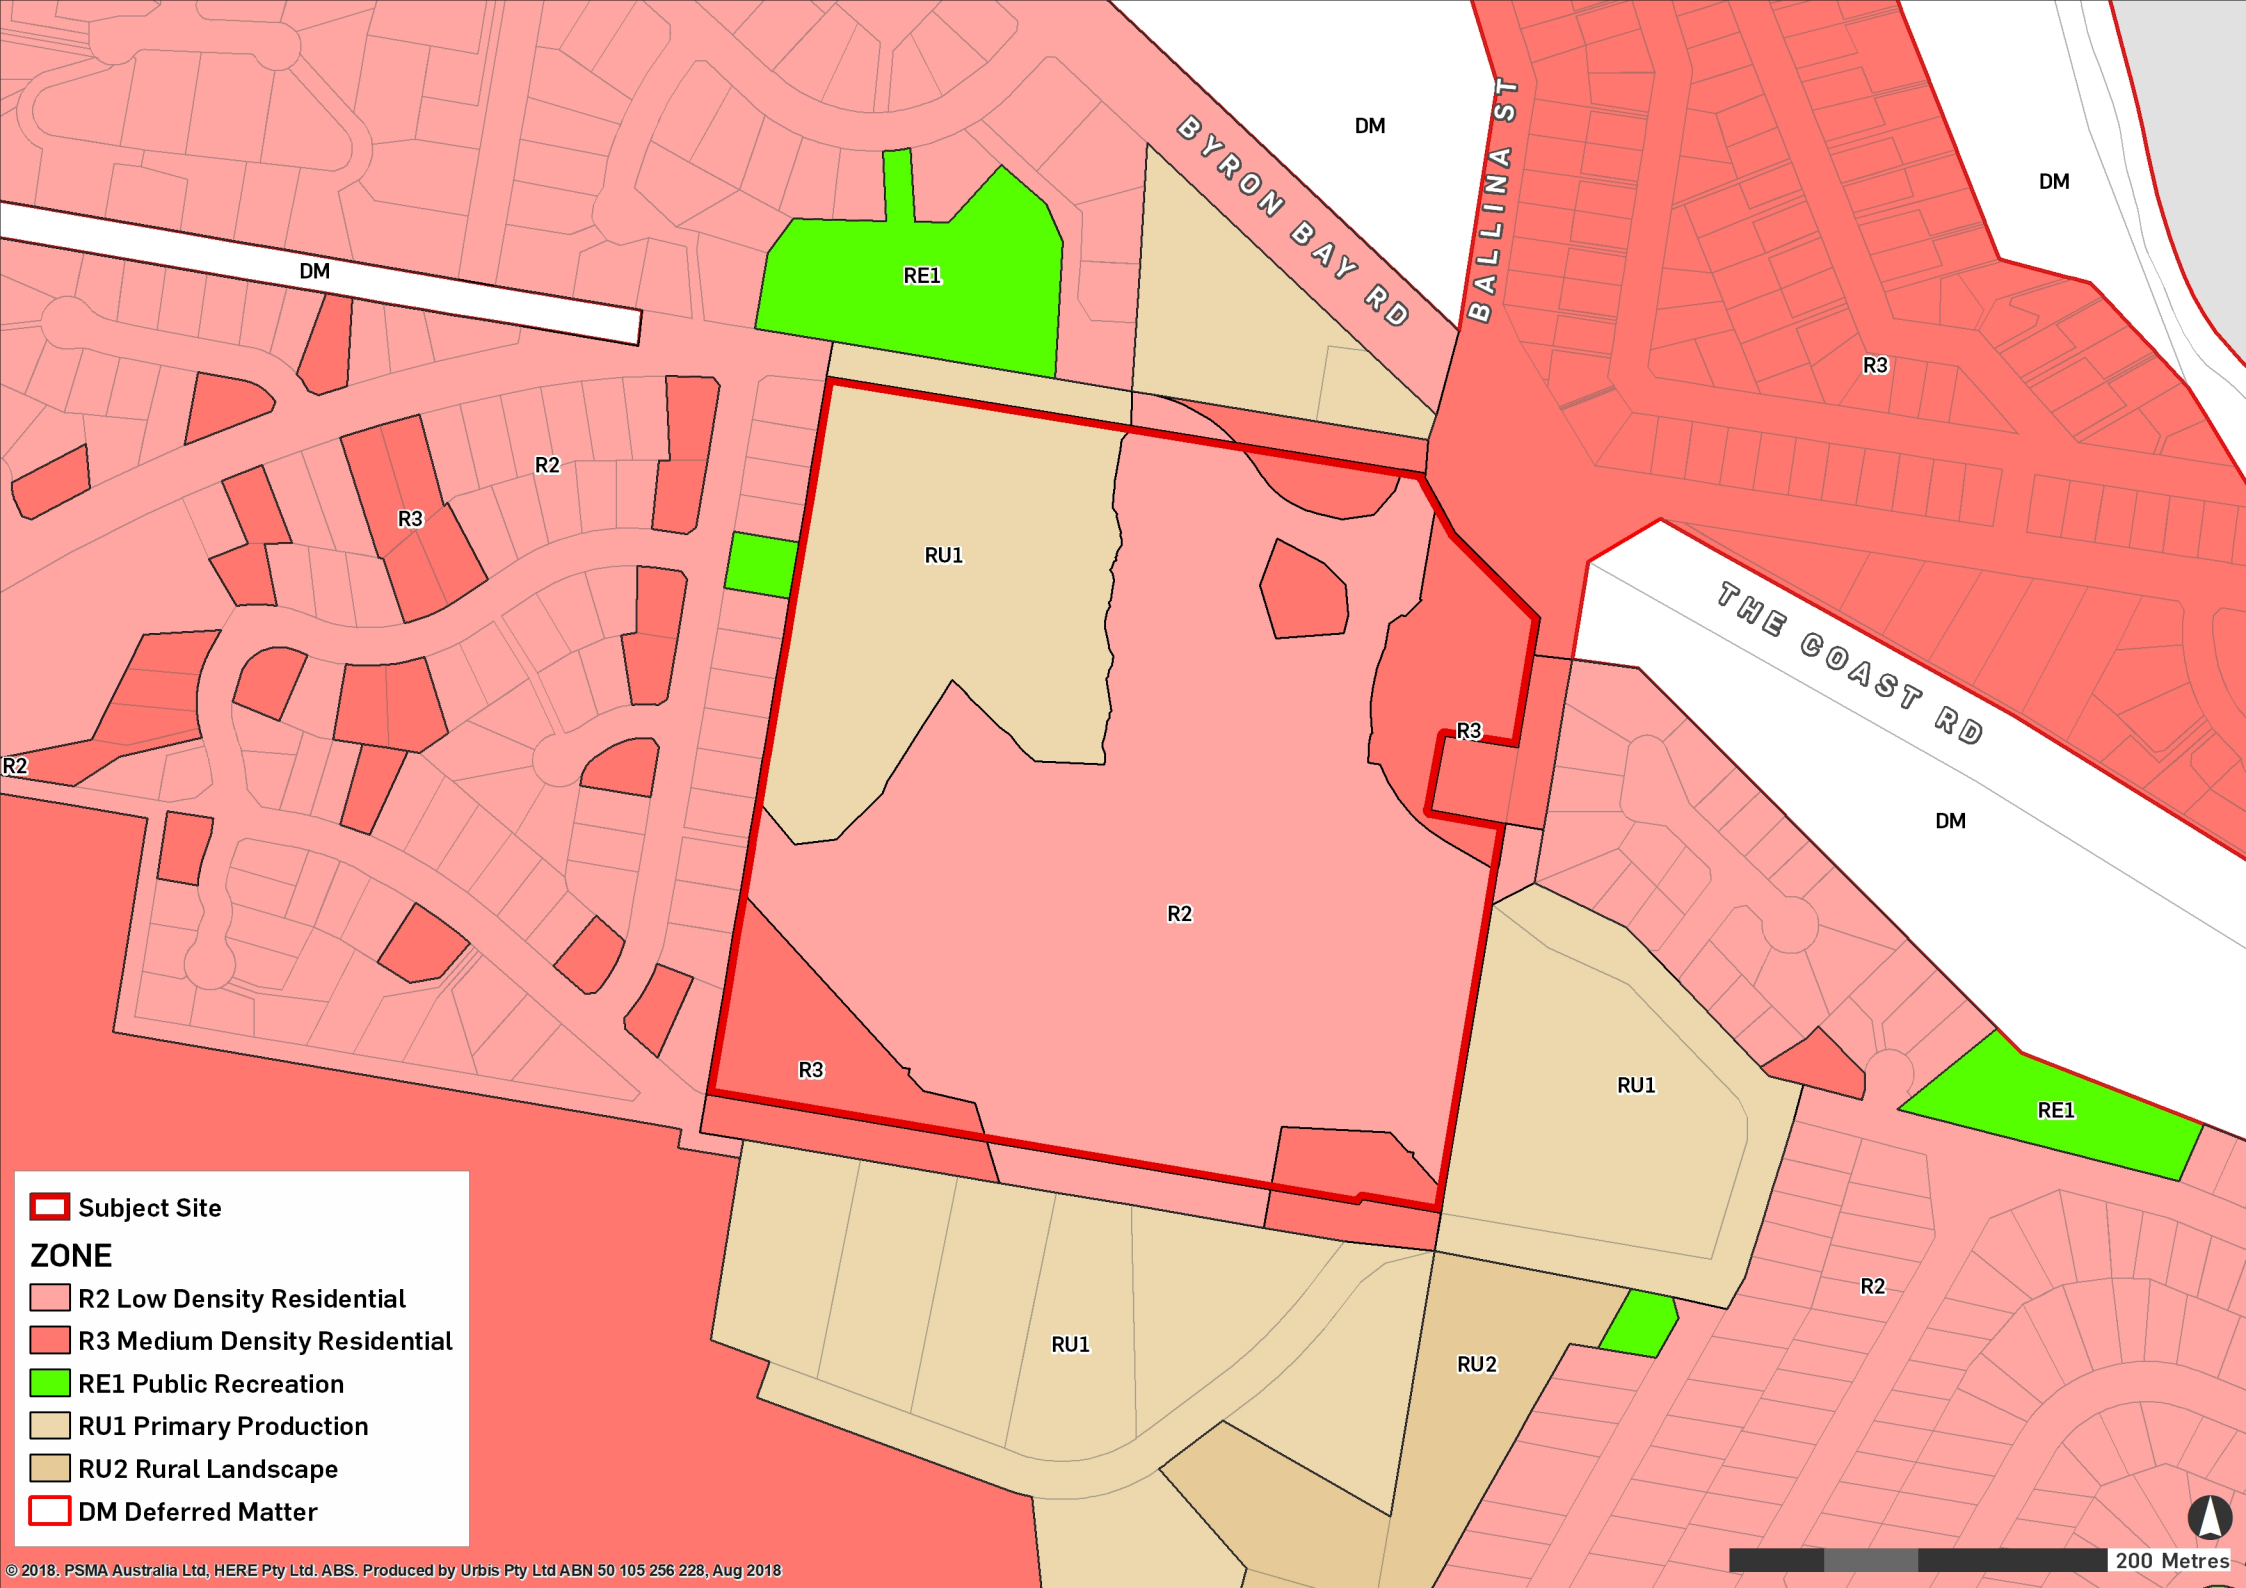 DM
BYRON BAY RD
BALLINA ST
DM
DM
RE1
R3
R2
R3
RU1
R3
THE COAST RD
R2
DM
R2
R3
RU1
RE1
R2
RU1
RU2
Subject Site
ZONE
R2 Low Density Residential
R3 Medium Density Residential
RE1 Public Recreation
RU1 Primary Production
RU2 Rural Landscape
DM Deferred Matter
200 Metres
© 2018. PSMA Australia Ltd, HERE Pty Ltd. ABS. Produced by Urbis Pty Ltd ABN 50 105 256 228, Aug 2018